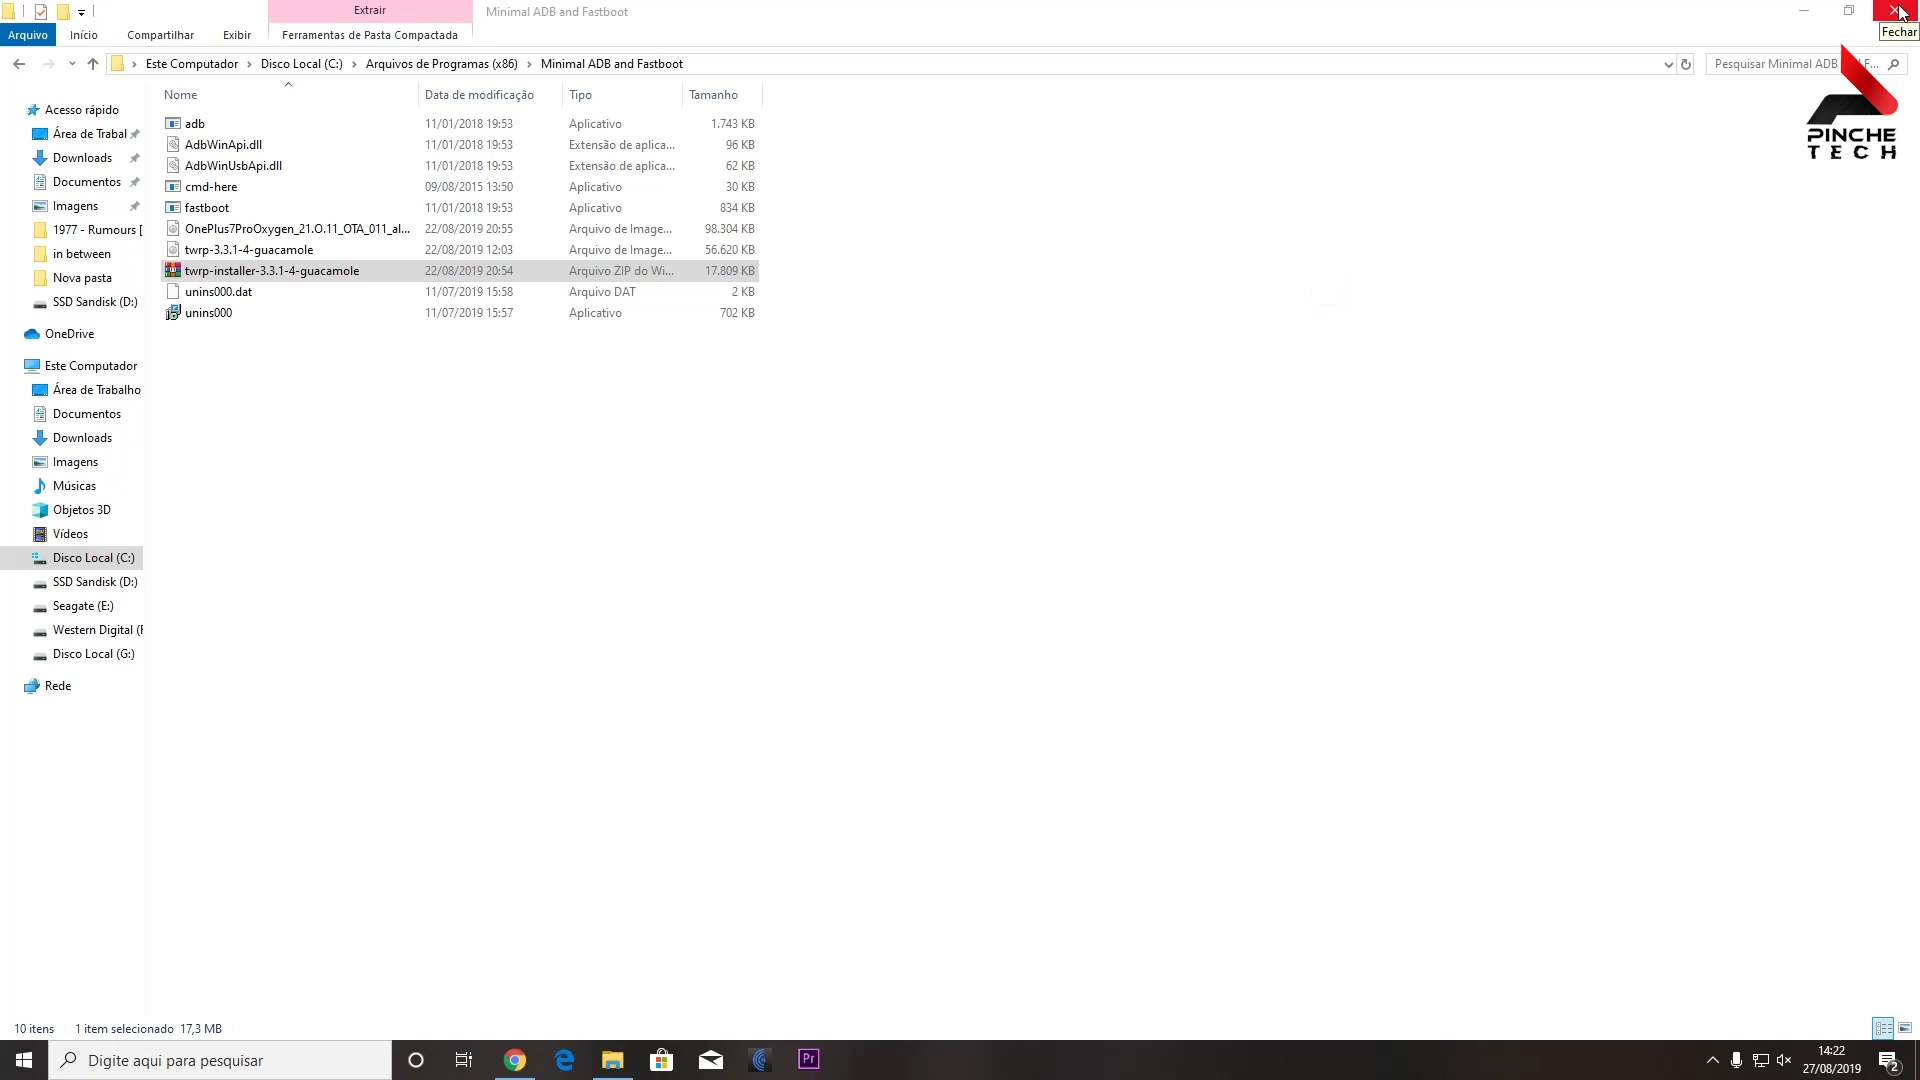 Extrair
Minimal ADB and Fastboot
Fechar
Arquivo
Início
Compartilhar
Exibir
Ferramentas de Pasta Compactada
Este Computador
Disco Local (C:)
Arquivos de Programas (x86)
Minimal ADB and Fastboot
Pesquisar Minimal ADB F...
PINCHE
TECH
Nome
Data de modificação
Tipo
Tamanho
adb 11/01/2018 19:53 Aplicativo 1.743 KB
AdbWinApi.dll 11/01/2018 19:53 Extensão de aplica... 96 KB
AdbWinUsbApi.dll 11/01/2018 19:53 Extensão de aplica... 62 KB
cmd-here 09/08/2015 13:50 Aplicativo 30 KB
fastboot 11/01/2018 19:53 Aplicativo 834 KB
OnePlus7ProOxygen_21.O.11_OTA_011_al... 22/08/2019 20:55 Arquivo de Image... 98.304 KB
twrp-3.3.1-4-guacamole 22/08/2019 12:03 Arquivo de Image... 56.620 KB
twrp-installer-3.3.1-4-guacamole 22/08/2019 20:54 Arquivo ZIP do Wi... 17.809 KB
unins000.dat 11/07/2019 15:58 Arquivo DAT 2 KB
unins000 11/07/2019 15:57 Aplicativo 702 KB
Acesso rápido
Área de Trabal
Downloads
Documentos
Imagens
1977 - Rumours [
in between
Nova pasta
SSD Sandisk (D:)
OneDrive
Este Computador
Área de Trabalho
Documentos
Downloads
Imagens
Músicas
Objetos 3D
Vídeos
Disco Local (C:)
SSD Sandisk (D:)
Seagate (E:)
Western Digital (F
Disco Local (G:)
Rede
10 itens
1 item selecionado 17,3 MB
Digite aqui para pesquisar
Pr
14:22
27/08/2019
2